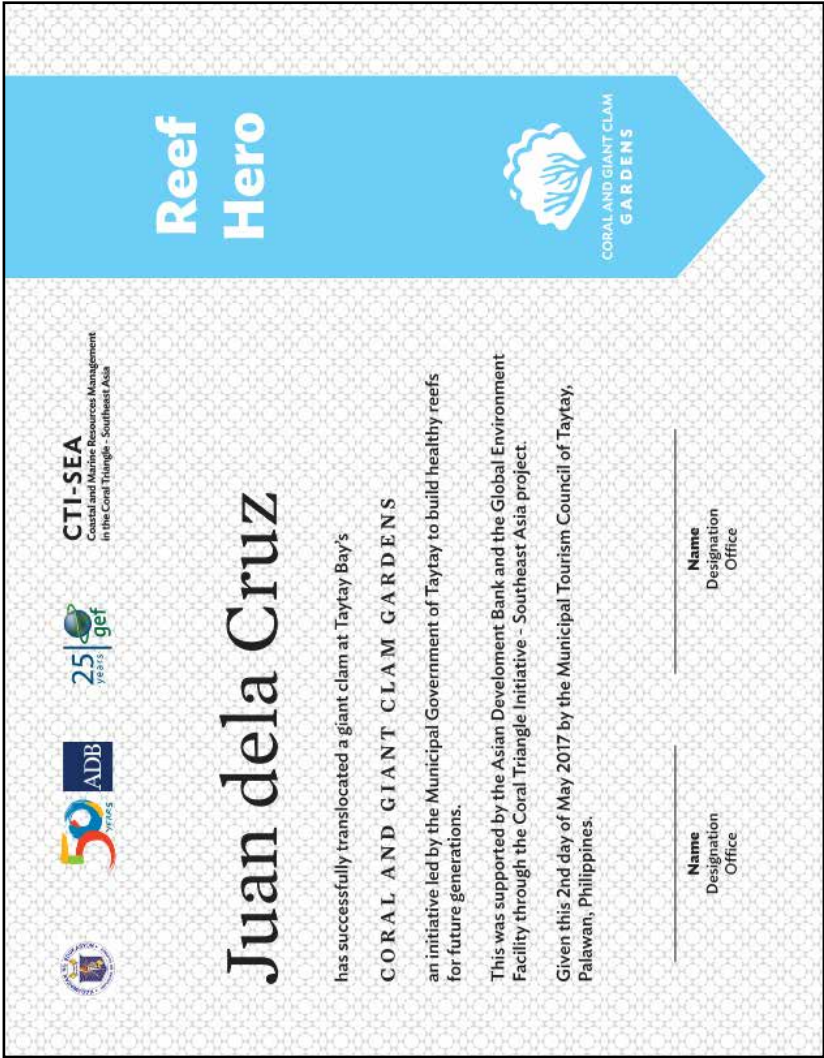 50 YEARS
ADB
25 years
gef
CTI-SEA
Coastal and Marine Resources Management
in the Coral Triangle - Southeast Asia
Reef
Hero
Juan dela Cruz
has successfully translocated a giant clam at Taytay Bay's
CORAL AND GIANT CLAM GARDENS
an initiative led by the Municipal Government of Taytay to build healthy reefs
for future generations.
This was supported by the Asian Develoment Bank and the Global Environment
Facility through the Coral Triangle Initiative - Southeast Asia project.
Given this 2nd day of May 2017 by the Municipal Tourism Council of Taytay,
Palawan, Philippines.
CORAL AND GIANT CLAM
GARDENS
Name
Designation
Office
Name
Designation
Office